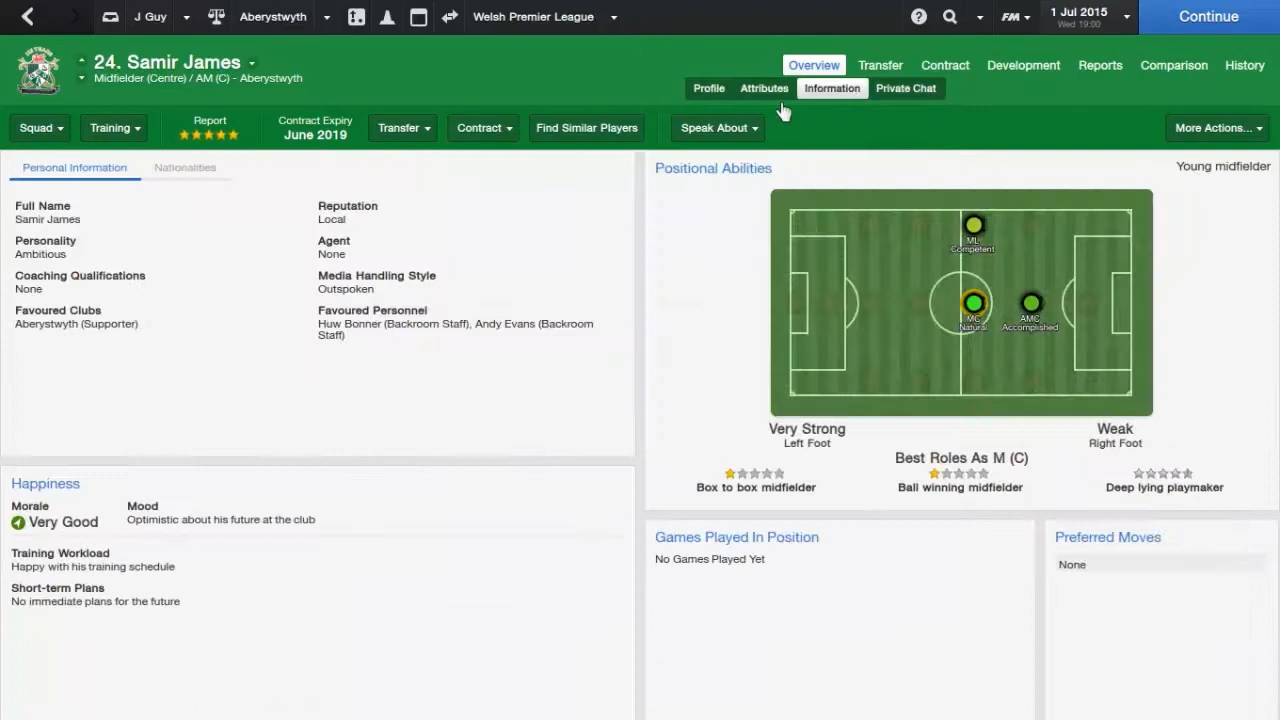 J Guy
Aberystwyth
Welsh Premier League
FM
1 Jul 2015
Wed 19:00
Continue
24. Samir James
Midfielder (Centre) / AM (C) - Aberystwyth
Overview
Transfer
Contract
Development
Reports
Comparison
History
Profile
Attributes
Information
Private Chat
Squad
Training
Report
Contract Expiry
June 2019
Transfer
Contract
Find Similar Players
Speak About
More Actions...
Personal Information
Nationalities
Full Name
Samir James
Reputation
Local
Personality
Ambitious
Agent
None
Coaching Qualifications
None
Media Handling Style
Outspoken
Favoured Clubs
Aberystwyth (Supporter)
Favoured Personnel
Huw Bonner (Backroom Staff), Andy Evans (Backroom
Staff)
Positional Abilities
Young midfielder
ML
Competent
MC
Natural
AMC
Accomplished
Very Strong
Left Foot
Weak
Right Foot
Best Roles As M (C)
Box to box midfielder
Ball winning midfielder
Deep lying playmaker
Happiness
Morale
Very Good
Mood
Optimistic about his future at the club
Training Workload
Happy with his training schedule
Short-term Plans
No immediate plans for the future
Games Played In Position
No Games Played Yet
Preferred Moves
None